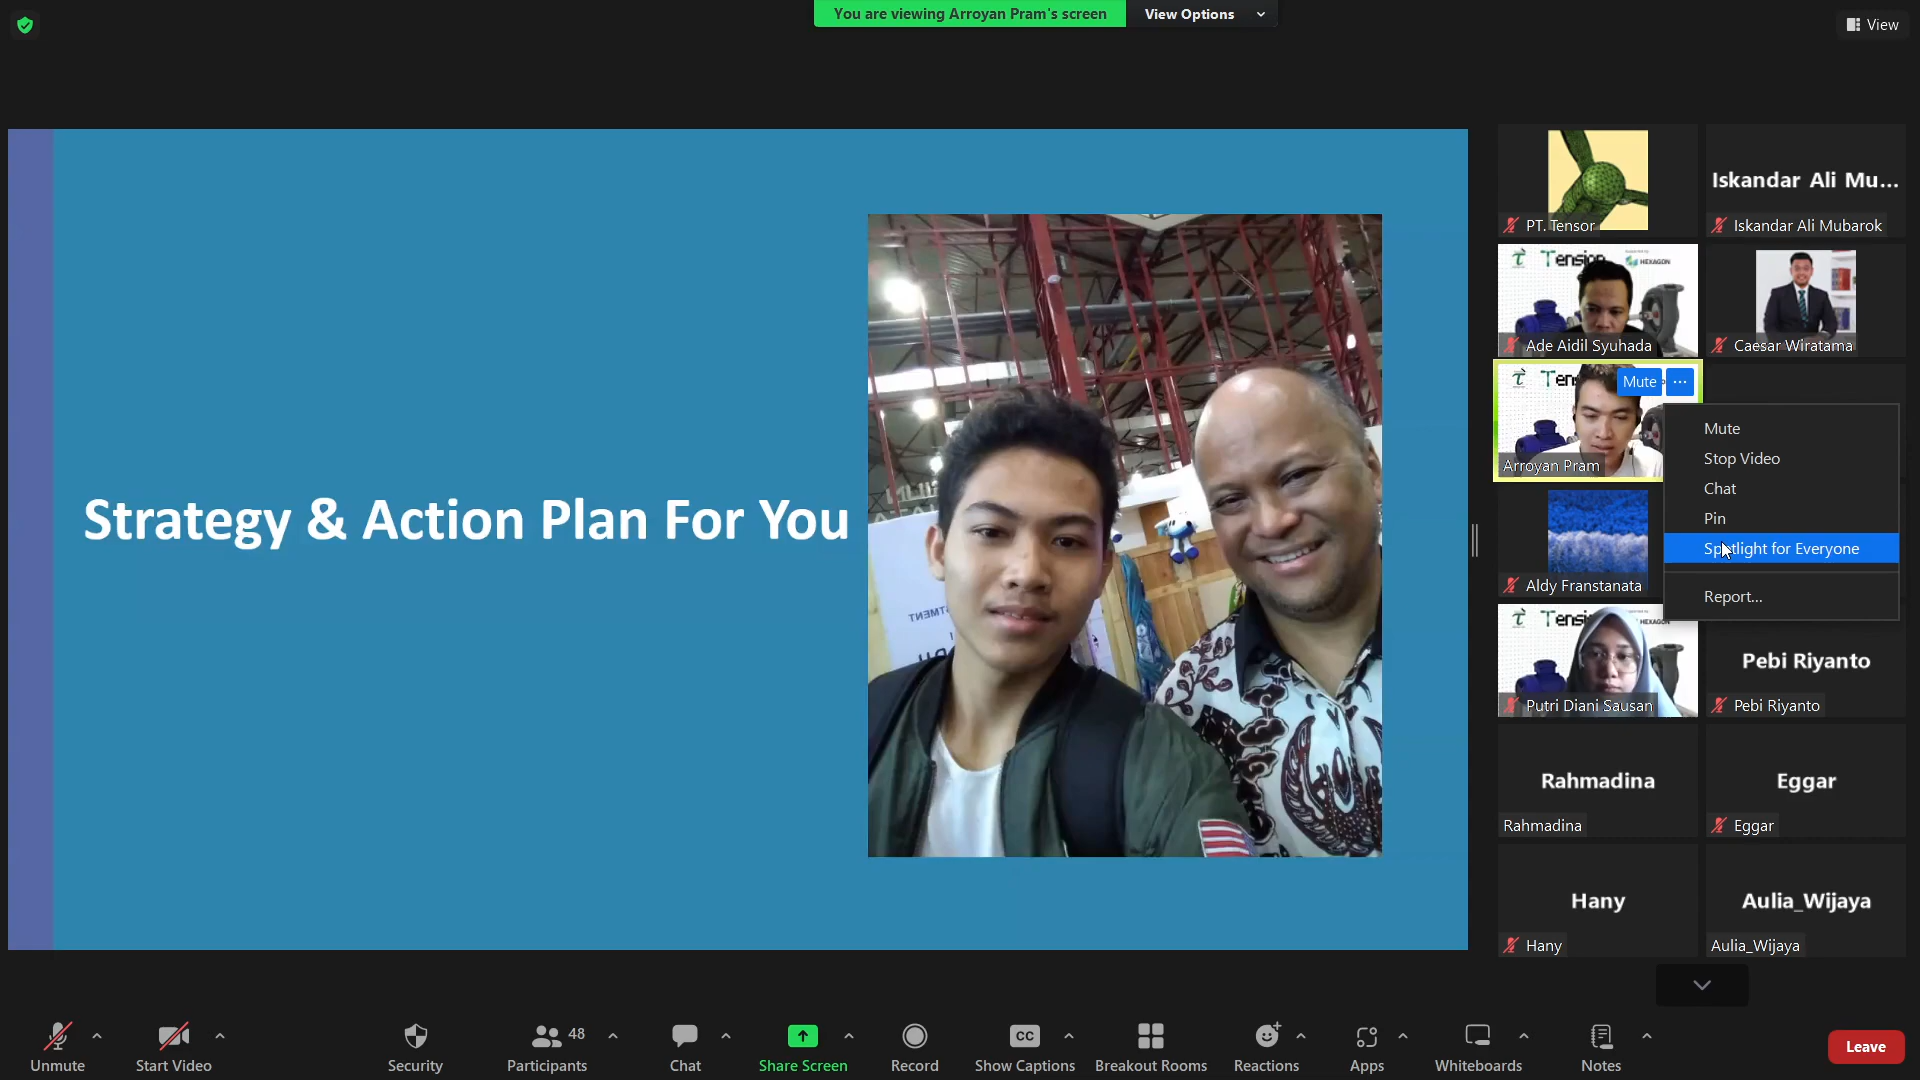 You are viewing Arroyan Pram's screen
View Options
View
Strategy & Action Plan For You
PT. Tensor
Iskandar Ali Mu...
Iskandar Ali Mubarok
Tension
HEXAGON
Ade Aidil Syuhada
Caesar Wiratama
Mute
...
Arroyan Pram
Mute
Stop Video
Chat
Pin
Spotlight for Everyone
Report...
Aldy Franstanata
HEXAGON
Putri Diani Sausan
Pebi Riyanto
Pebi Riyanto
Rahmadina
Rahmadina
Eggar
Eggar
Hany
Hany
Aulia_Wijaya
Aulia_Wijaya
Unmute
Start Video
Security
48
Participants
Chat
Share Screen
Record
CC
Show Captions
Breakout Rooms
Reactions
Apps
Whiteboards
Notes
Leave